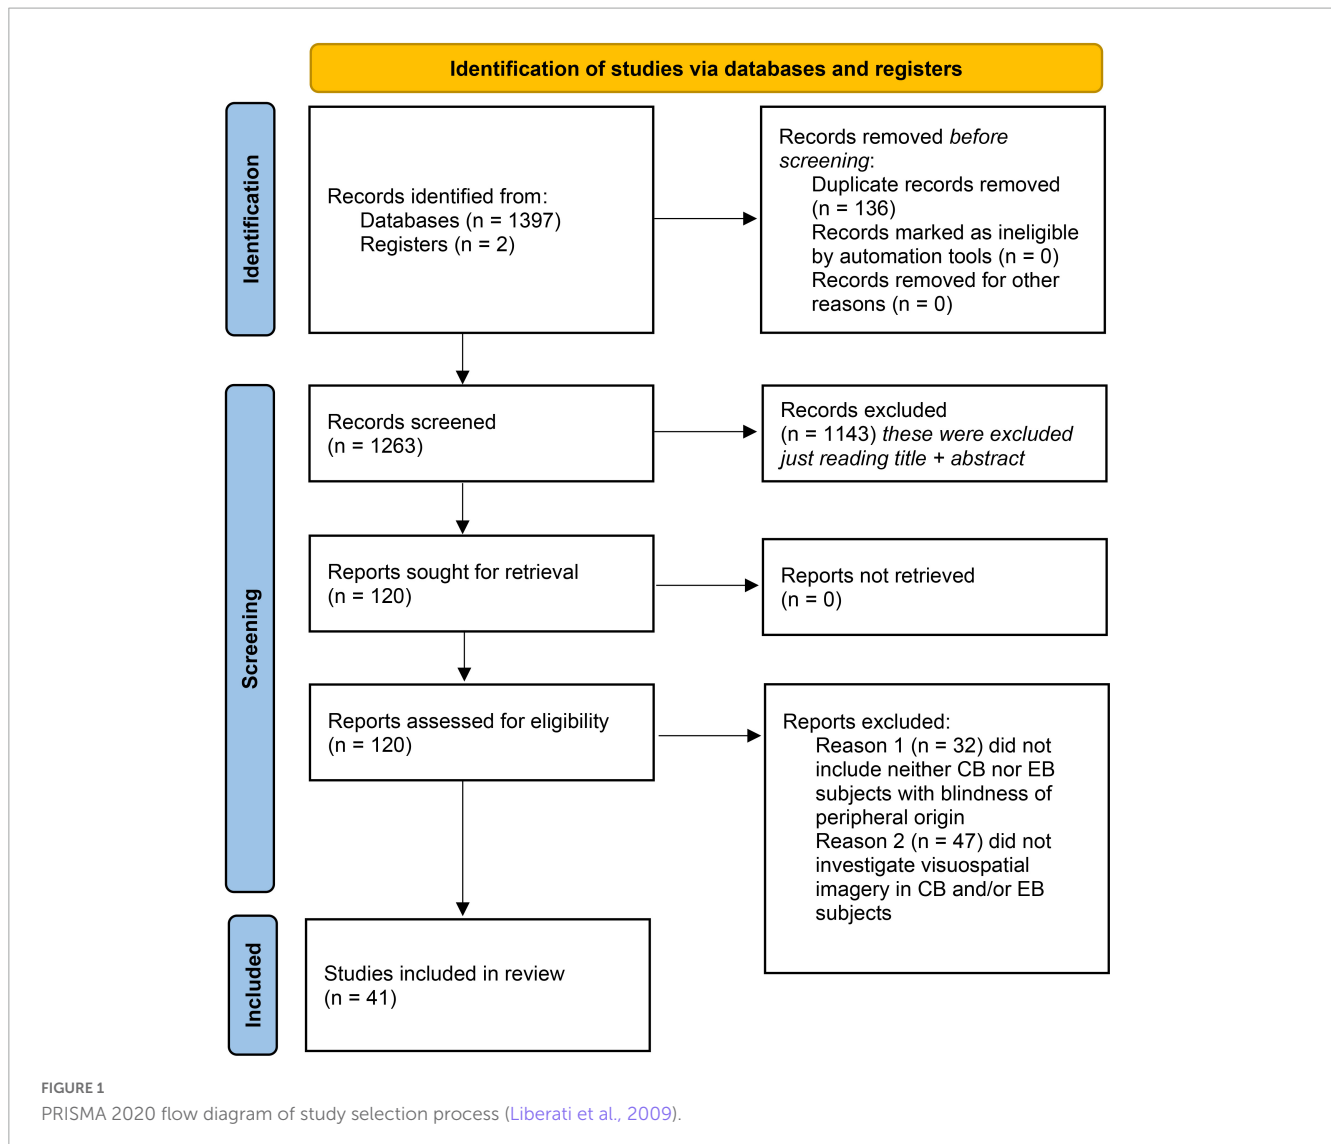 Identification of studies via databases and registers
Identification
Records identified from:
Databases (n = 1397)
Registers (n = 2)
Records removed before
screening:
Duplicate records removed
(n = 136)
Records marked as ineligible
by automation tools (n = 0)
Records removed for other
reasons (n = 0)
Screening
Records screened
(n = 1263)
Records excluded
(n = 1143) these were excluded
just reading title + abstract
Reports sought for retrieval
(n = 120)
Reports not retrieved
(n = 0)
Reports assessed for eligibility
(n = 120)
Reports excluded:
Reason 1 (n = 32) did not
include neither CB nor EB
subjects with blindness of
peripheral origin
Reason 2 (n = 47) did not
investigate visuospatial
imagery in CB and/or EB
subjects
Included
Studies included in review
(n = 41)
FIGURE 1
PRISMA 2020 flow diagram of study selection process (Liberati et al., 2009).